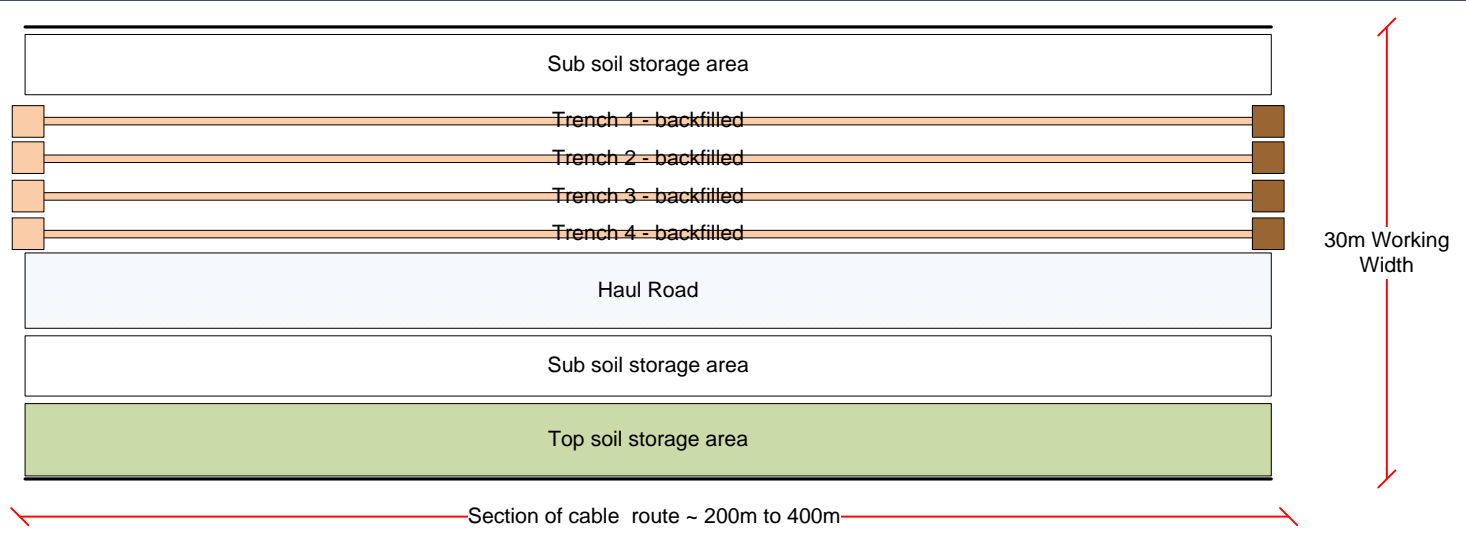 Sub soil storage area
Trench 1 - backfilled
Trench 2 - backfilled
Trench 3 - backfilled
Trench 4 - backfilled
Haul Road
Sub soil storage area
Top soil storage area
30m Working
Width
Section of cable  route ~ 200m to 400m